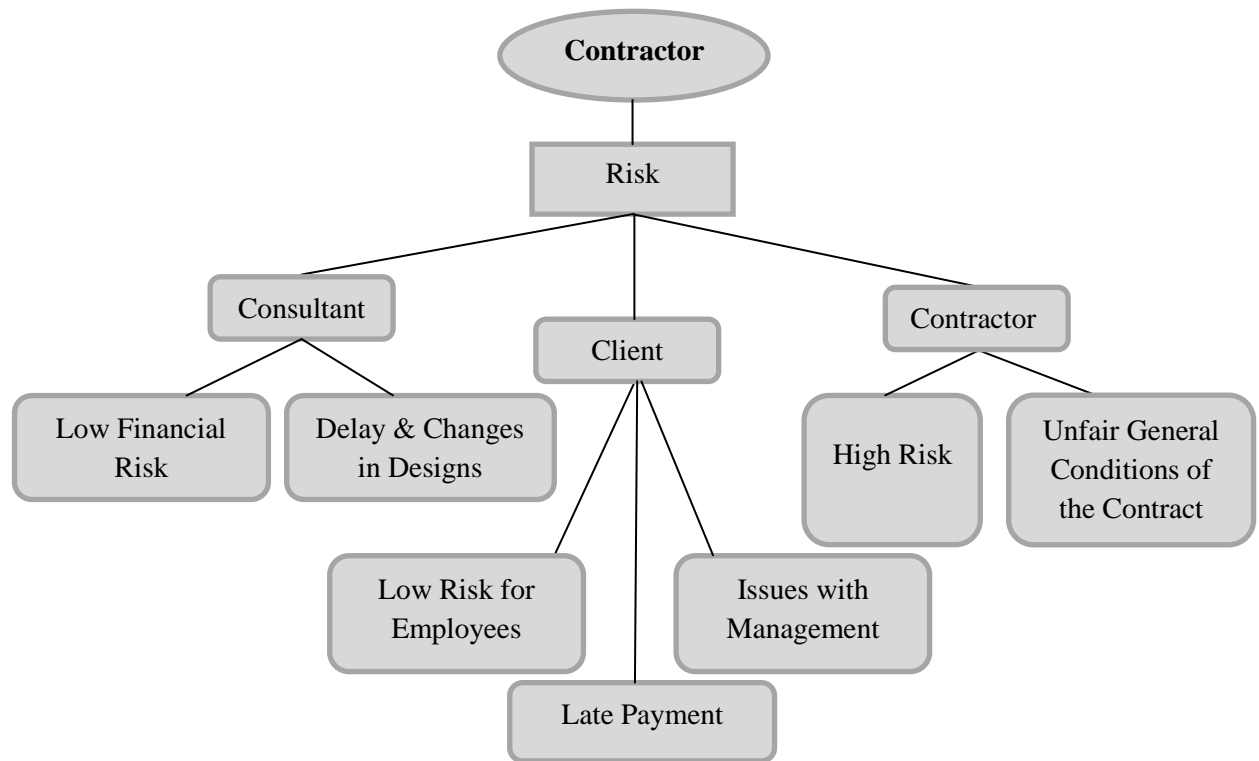 Contractor
Risk
Consultant
Client
Contractor
Low Financial
Risk
Delay & Changes
in Designs
High Risk
Unfair General
Conditions of
the Contract
Low Risk for
Employees
Issues with
Management
Late Payment